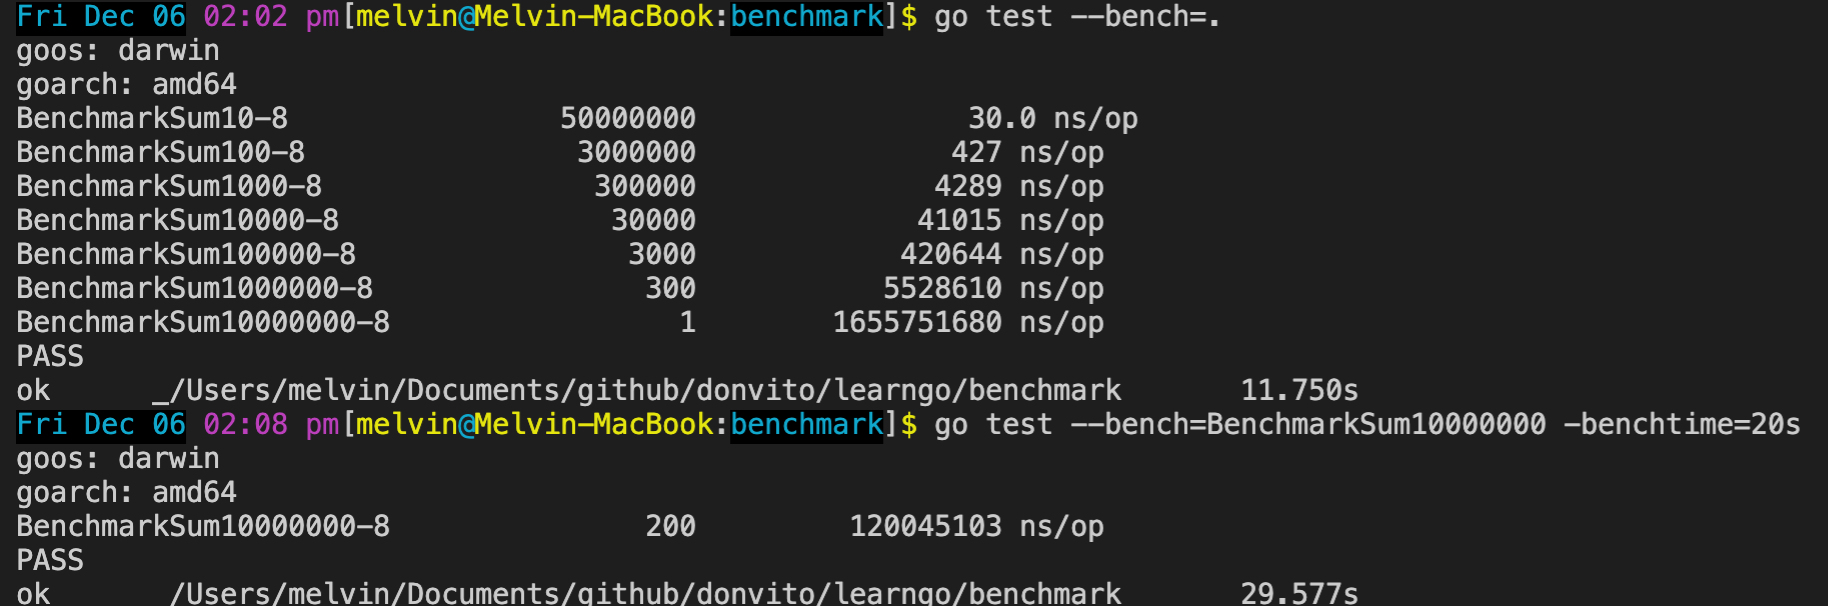 Fri Dec 06 02:02 pm[melvin@Melvin-MacBook:benchmark]$ go test --bench=.
goos: darwin
goarch: amd64
BenchmarkSum10-8 50000000 30.0 ns/op
BenchmarkSum100-8 3000000 427 ns/op
BenchmarkSum1000-8 300000 4289 ns/op
BenchmarkSum10000-8 30000 41015 ns/op
BenchmarkSum100000-8 3000 420644 ns/op
BenchmarkSum1000000-8 300 5528610 ns/op
BenchmarkSum10000000-8 1 1655751680 ns/op
PASS
ok _/Users/melvin/Documents/github/donvito/learngo/benchmark 11.750s
Fri Dec 06 02:08 pm[melvin@Melvin-MacBook:benchmark]$ go test --bench=BenchmarkSum10000000 -benchtime=20s
goos: darwin
goarch: amd64
BenchmarkSum10000000-8 200 120045103 ns/op
PASS
ok /Users/melvin/Documents/github/donvito/learngo/benchmark 29.577s